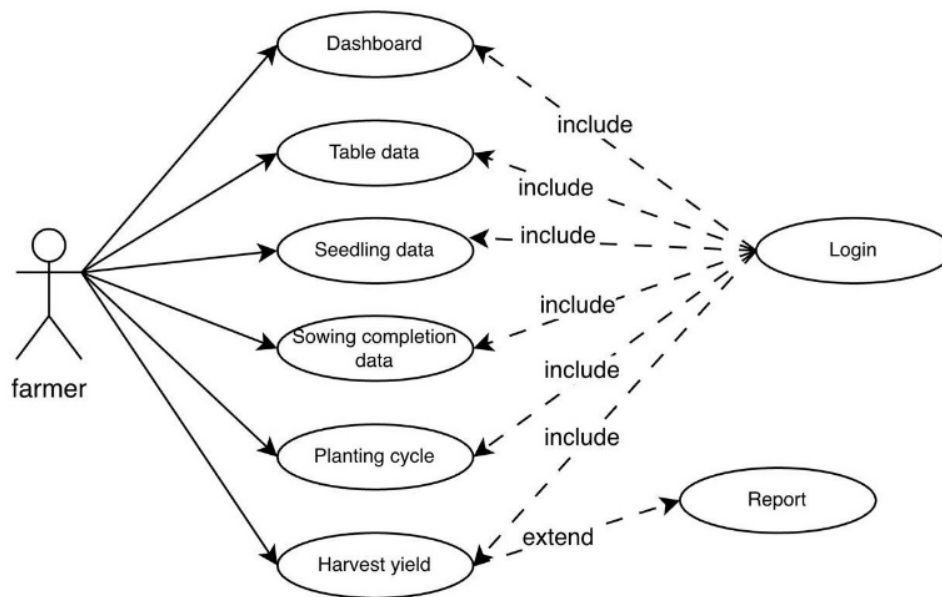 Dashboard
include
Table data
include
Seedling data
include
Login
Sowing completion
data
include
farmer
include
Planting cycle
include
Report
Harvest yield
extend